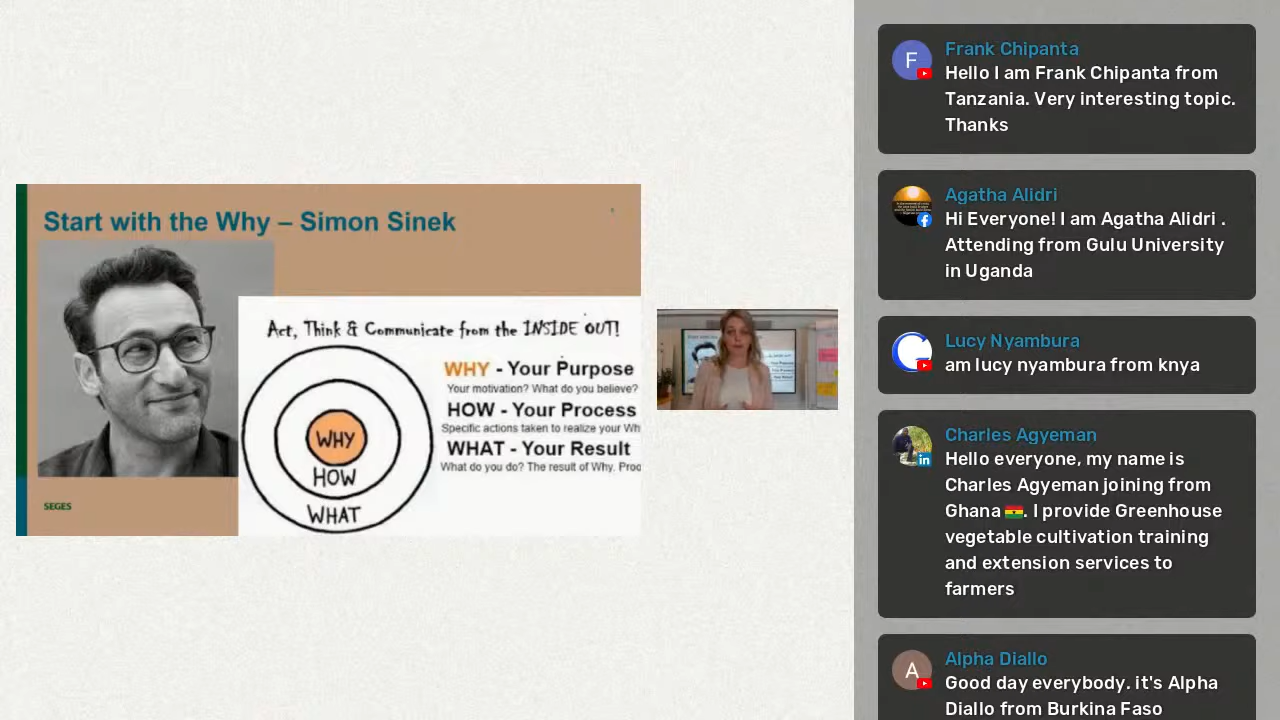 Start with the Why – Simon Sinek
Act, Think & Communicate from the INSIDE OUT!
WHY - Your Purpose
Your motivation? What do you believe?
HOW - Your Process
Specific actions taken to realize your Wh
WHAT - Your Result
What do you do? The result of Why. Proo
WHY
HOW
WHAT
SEGES
F
Frank Chipanta
Hello I am Frank Chipanta from
Tanzania. Very interesting topic.
Thanks
Agatha Alidri
Hi Everyone! I am Agatha Alidri .
Attending from Gulu University
in Uganda
Lucy Nyambura
am lucy nyambura from knya
Charles Agyeman
Hello everyone, my name is
Charles Agyeman joining from
Ghana 🇬🇭. I provide Greenhouse
vegetable cultivation training
and extension services to
farmers
A
Alpha Diallo
Good day everybody. it's Alpha
Diallo from Burkina Faso